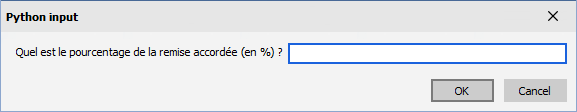 Python input
Quel est le pourcentage de la remise accordée (en %) ?
OK Cancel